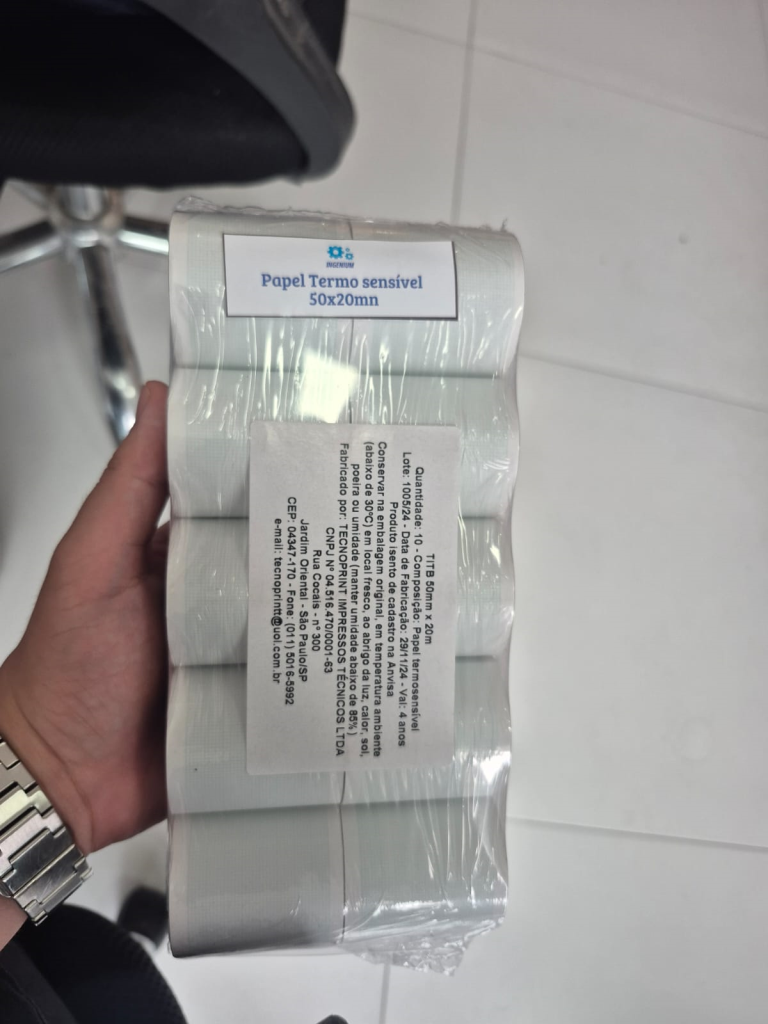 INGENIUM
Papel Termo sensível
50x20mn
TITB 50mm x 20m
Quantidade: 10 - Composição: Papel termosensível
Lote: 1005/24 - Data de Fabricação: 29/11/24 - Val: 4 anos
Produto isento de cadastro na Anvisa
Conservar na embalagem original, em temperatura ambiente
(abaixo de 30ºC) em local fresco, ao abrigo da luz, calor, sol,
poeira ou umidade (manter umidade abaixo de 85%)
Fabricado por: TECNOPRINT IMPRESSOS TÉCNICOS LTDA
CNPJ Nº 04.516.470/0001-63
Rua Cocais - nº 300
Jardim Oriental - São Paulo/SP
CEP: 04347-170 - Fone: (011) 5016-5992
e-mail: tecnoprintt@uol.com.br